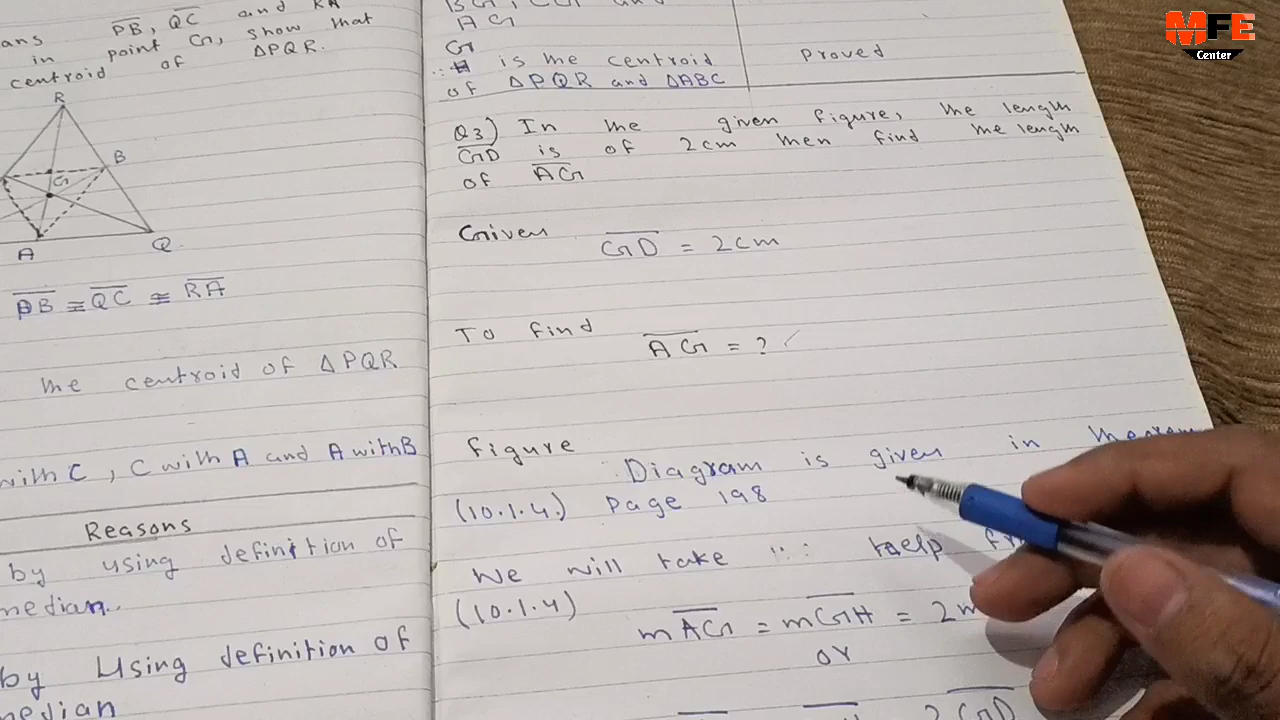 ans PB, QC and RA
in point G, show that
centroid of ΔPQR.
R
B
G
A
Q
PB ≅ QC ≅ RA
the centroid of ΔPQR
with C, C with A and A with B
Reasons
by using definition of
median.
by Using definition of
median
AG
G
∴ is the centroid
of ΔPQR and ΔABC
Proved
Q3) In the given figure, the length
GD is of 2cm then find the length
of AG
Given GD = 2cm
To find AG = ?
figure
Diagram is given in theorem
(10.1.4.) Page 198
We will take help
(10.1.4)
mAG = mGH = 2m
or
2GD
MFE
Center